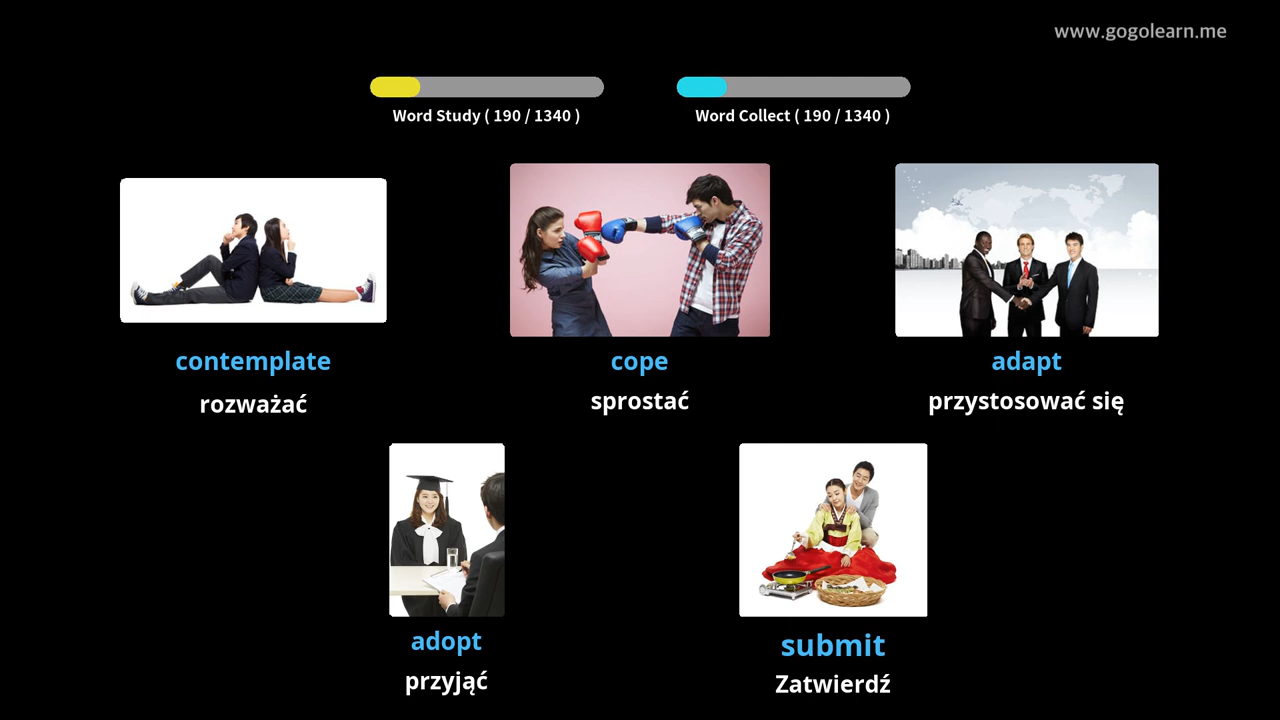 www.gogolearn.me
Word Study ( 190 / 1340 )
Word Collect ( 190 / 1340 )
contemplate
rozważać
cope
sprostać
adapt
przystosować się
adopt
przyjąć
submit
Zatwierdź